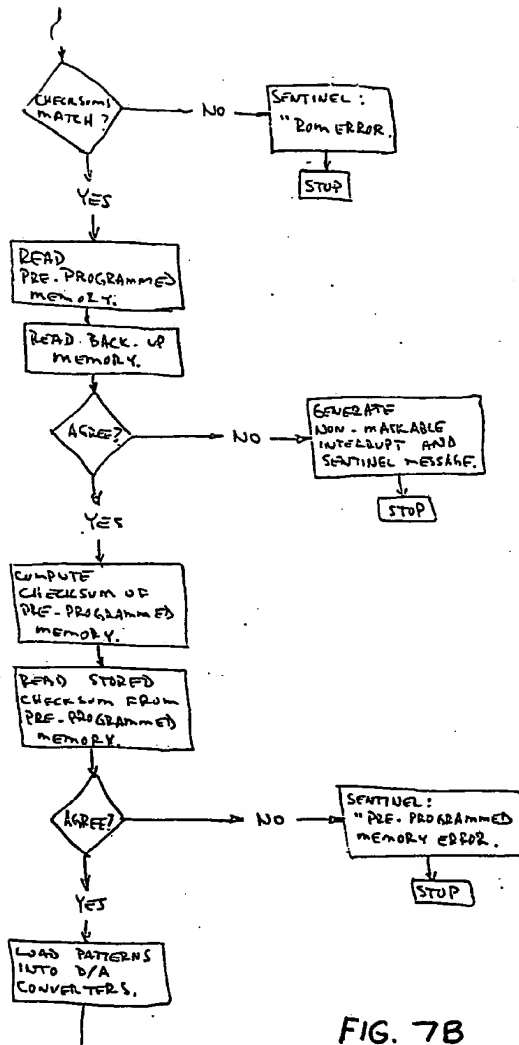 CHECKSUMS
MATCH?
NO
SENTINEL:
"ROM ERROR.
STOP
YES
READ
PRE-PROGRAMMED
MEMORY.
READ BACK-UP
MEMORY.
AGREE?
NO
GENERATE
NON-MASKABLE
INTERRUPT AND
SENTINEL MESSAGE.
STOP
YES
COMPUTE
CHECKSUM OF
PRE-PROGRAMMED
MEMORY.
READ STORED
CHECKSUM FROM
PRE-PROGRAMMED
MEMORY.
AGREE?
NO
SENTINEL:
"PRE-PROGRAMMED
MEMORY ERROR.
STOP
YES
LOAD PATTERNS
INTO D/A
CONVERTERS.
FIG. 7B